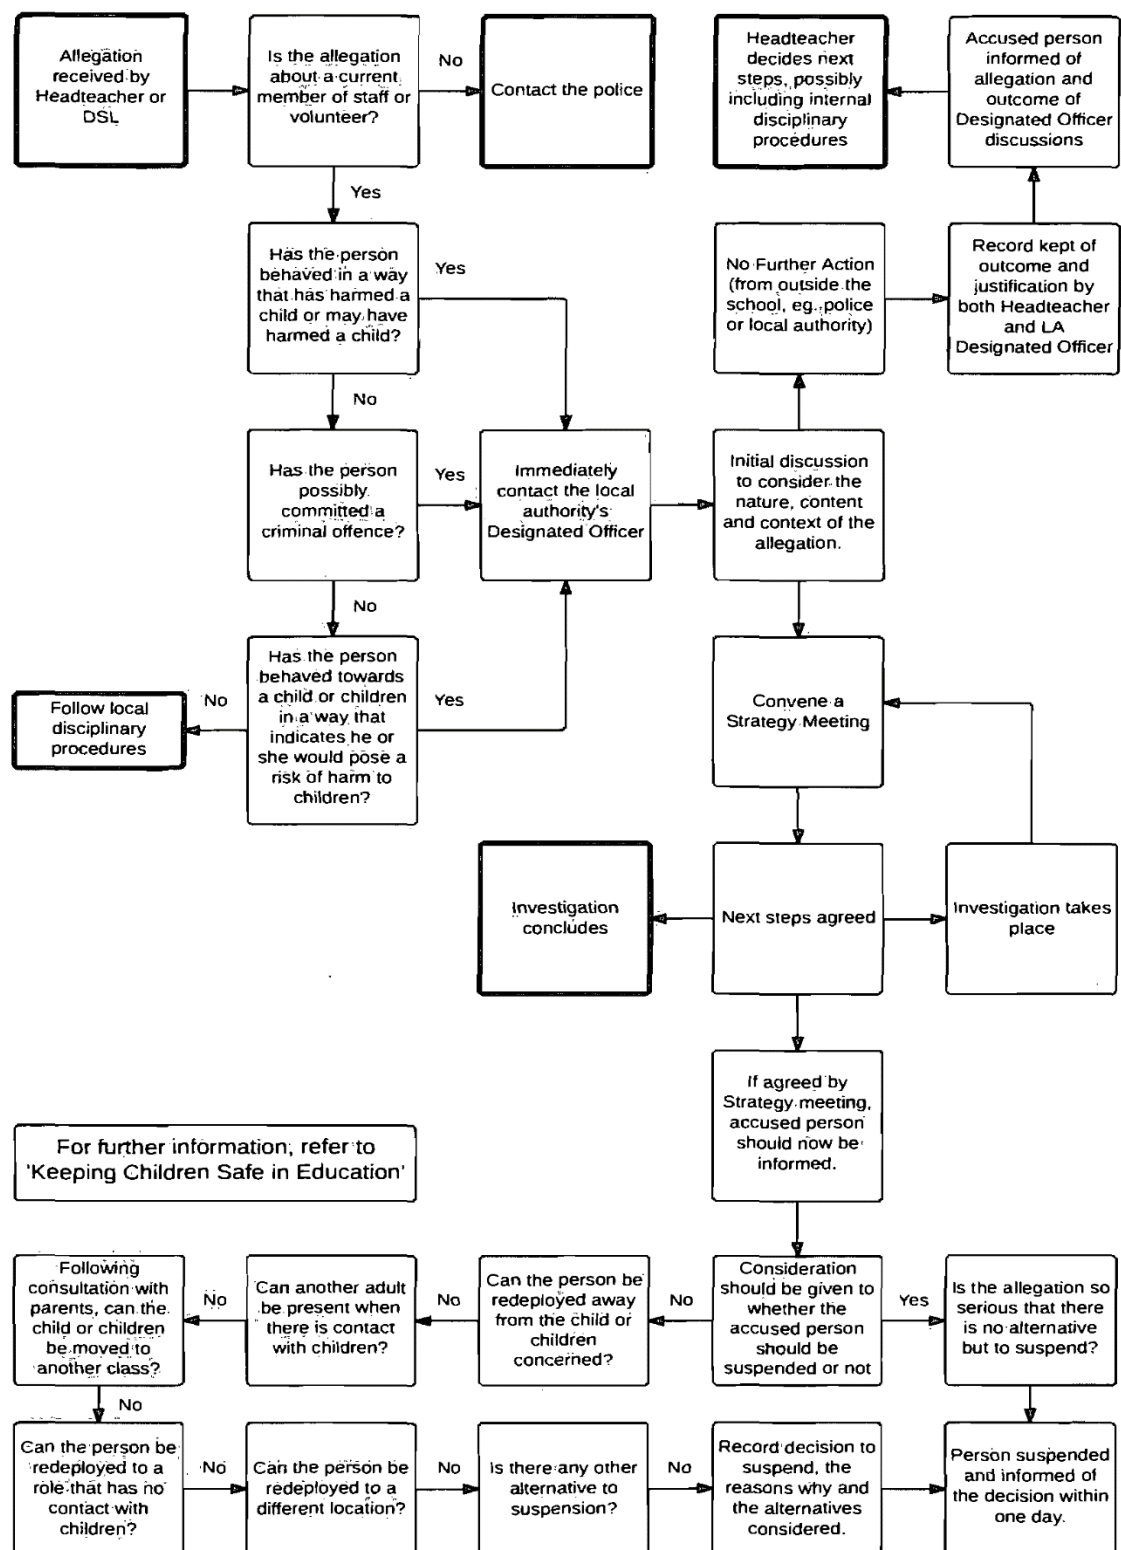 Allegation
received by
Headteacher or
DSL
Is the allegation
about a current
member of staff or
volunteer?
No
Contact the police
Headteacher
decides next
steps, possibly
including internal
disciplinary
procedures
Accused person
informed of
allegation and
outcome of
Designated Officer
discussions
Yes
Has the person
behaved in a way
that has harmed a
child or may have
harmed a child?
Yes
No Further Action
(from outside the
school, eg. police
or local authority)
Record kept of
outcome and
justification by
both Headteacher
and LA
Designated Officer
No
Has the person
possibly
committed a
criminal offence?
Yes
Immediately
contact the local
authority's
Designated Officer
Initial discussion
to consider the
nature, content
and context of the
allegation.
No
Has the person
behaved towards
a child or children
in a way that
indicates he or
she would pose a
risk of harm to
children?
No
Yes
Follow local
disciplinary
procedures
Convene a
Strategy Meeting
Investigation
concludes
Next steps agreed
Investigation takes
place
If agreed by
Strategy meeting,
accused person
should now be
informed.
For further information, refer to
'Keeping Children Safe in Education'
Following
consultation with
parents, can the
child or children
be moved to
another class?
No
Can another adult
be present when
there is contact
with children?
No
Can the person be
redeployed away
from the child or
children
concerned?
No
Consideration
should be given to
whether the
accused person
should be
suspended or not
Yes
Is the allegation so
serious that there
is no alternative
but to suspend?
No
Can the person be
redeployed to a
role that has no
contact with
children?
No
Can the person be
redeployed to a
different location?
No
Is there any other
alternative to
suspension?
No
Record decision to
suspend, the
reasons why and
the alternatives
considered.
Person suspended
and informed of
the decision within
one day.